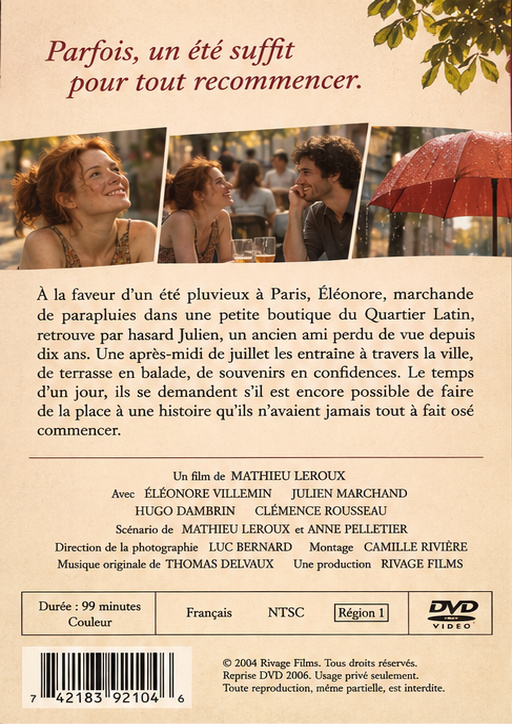 Parfois, un été suffit
pour tout recommencer.
À la faveur d’un été pluvieux à Paris, Éléonore, marchande
de parapluies dans une petite boutique du Quartier Latin,
retrouve par hasard Julien, un ancien ami perdu de vue depuis
dix ans. Une après-midi de juillet les entraine à travers la ville,
de terrasse en balade, de souvenirs en confidences. Le temps
d’un jour, ils se demandent s’il est encore possible de faire
de la place à une histoire qu’ils n’avaient jamais tout à fait osé
commencer.
Un film de MATHIEU LEROUX
Avec ÉLÉONORE VILLEMIN JULIEN MARCHAND
HUGO DAMBRIN CLÉMENCE ROUSSEAU
Scénario de MATHIEU LEROUX et ANNE PELLETIER
Direction de la photographie LUC BERNARD Montage CAMILLE RIVIÈRE
Musique originale de THOMAS DELVAUX Une production RIVAGE FILMS
Durée : 99 minutes
Couleur
Français NTSC Région 1
DVD
VIDEO
© 2004 Rivage Films. Tous droits réservés.
Reprise DVD 2006. Usage privé seulement.
Toute reproduction, même partielle, est interdite.
7 42183 92104 6